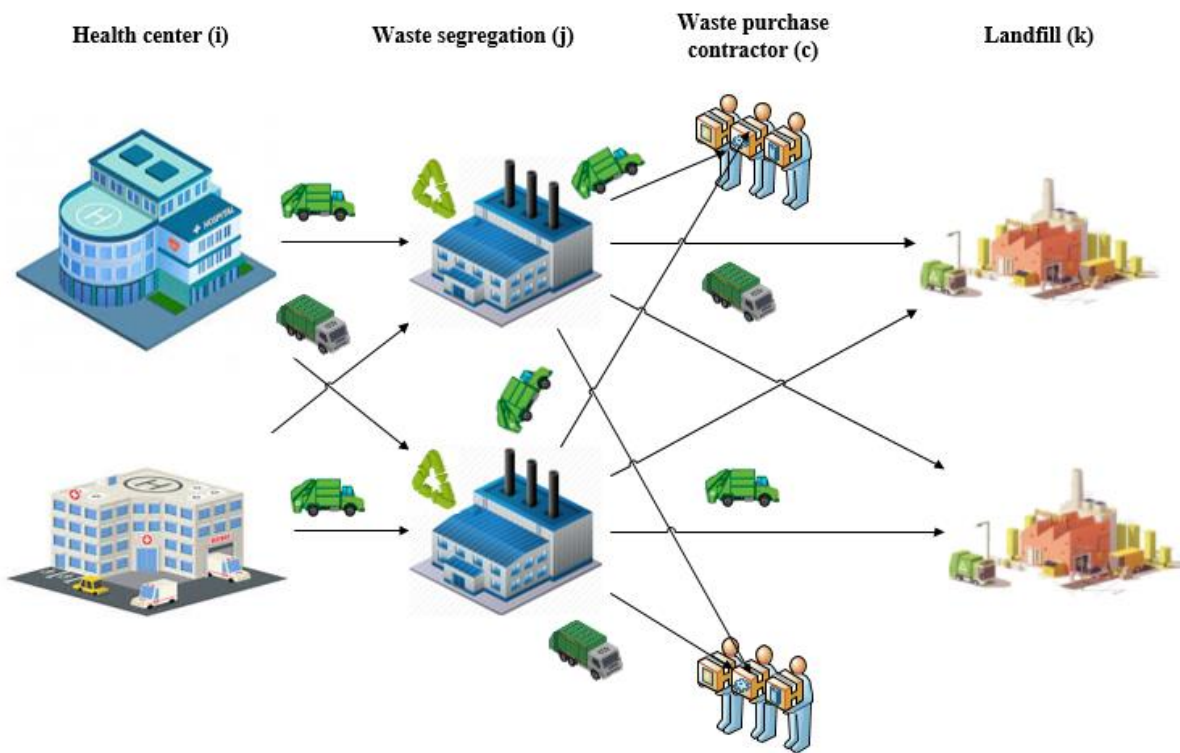 Health center (i)
Waste segregation (j)
Waste purchase
contractor (c)
Landfill (k)
H
HOSPITAL
H